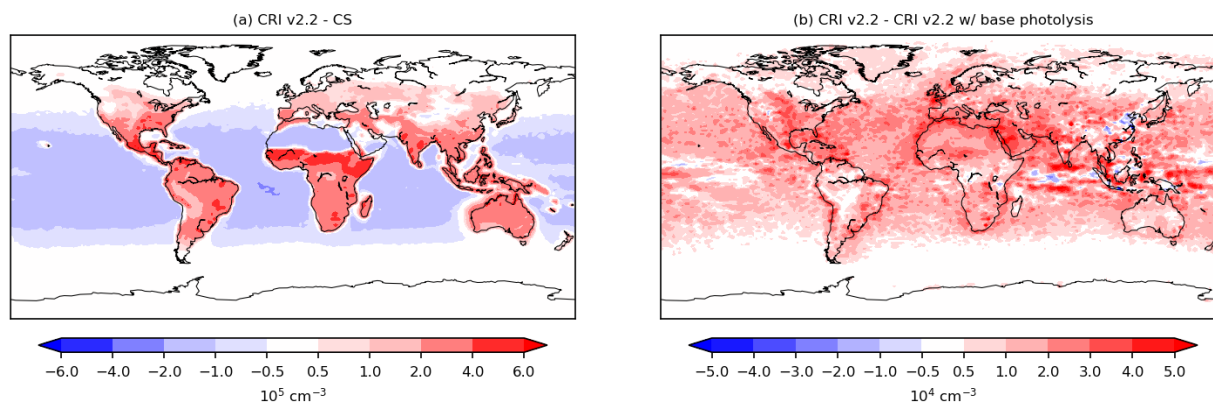 (a) CRI v2.2 - CS
−6.0 −4.0 −2.0 −1.0 −0.5 0.5 1.0 2.0 4.0 6.0
10⁵ cm⁻³
(b) CRI v2.2 - CRI v2.2 w/ base photolysis
−5.0 −4.0 −3.0 −2.0 −1.0 −0.5 0.5 1.0 2.0 3.0 4.0 5.0
10⁴ cm⁻³